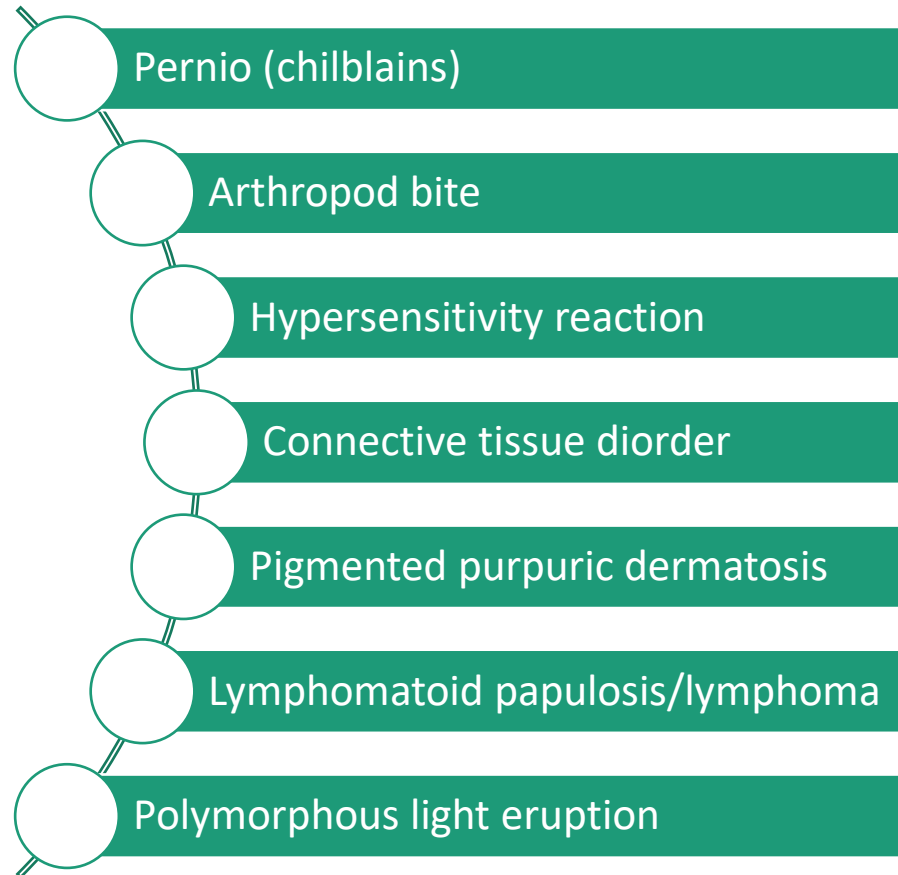 Pernio (chilblains)
Arthropod bite
Hypersensitivity reaction
Connective tissue diorder
Pigmented purpuric dermatosis
Lymphomatoid papulosis/lymphoma
Polymorphous light eruption